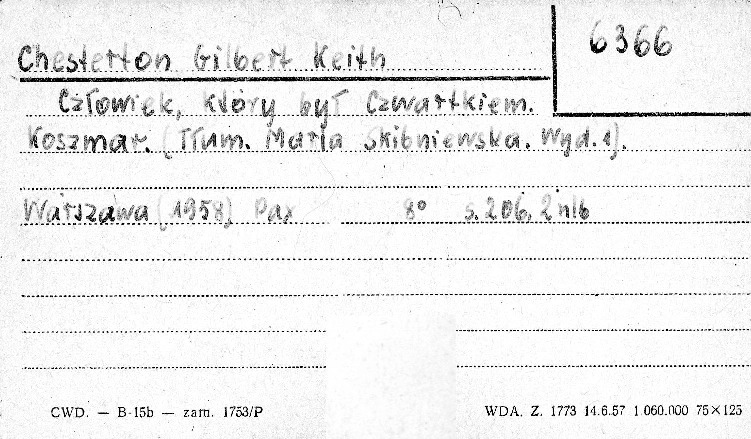 6366
Chesterton Gilbert Keith
Człowiek, który był Czwartkiem.
Koszmar. (Tłum. Maria Skibniewska. Wyd. 1).
Warszawa (1958) Pax 8° s. 206, 2 nlb
CWD. — B-15b — zam. 1753/P WDA. Z. 1773 14.6.57 1.060.000 75×125